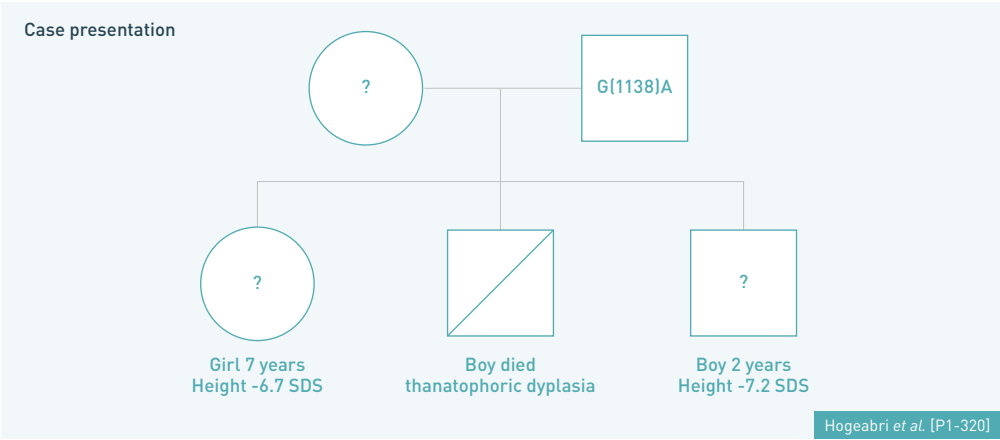 Case presentation
?
G(1138)A
?
?
Girl 7 years
Height -6.7 SDS
Boy died
thanatophoric dyplasia
Boy 2 years
Height -7.2 SDS
Hogeabri et al. [P1-320]